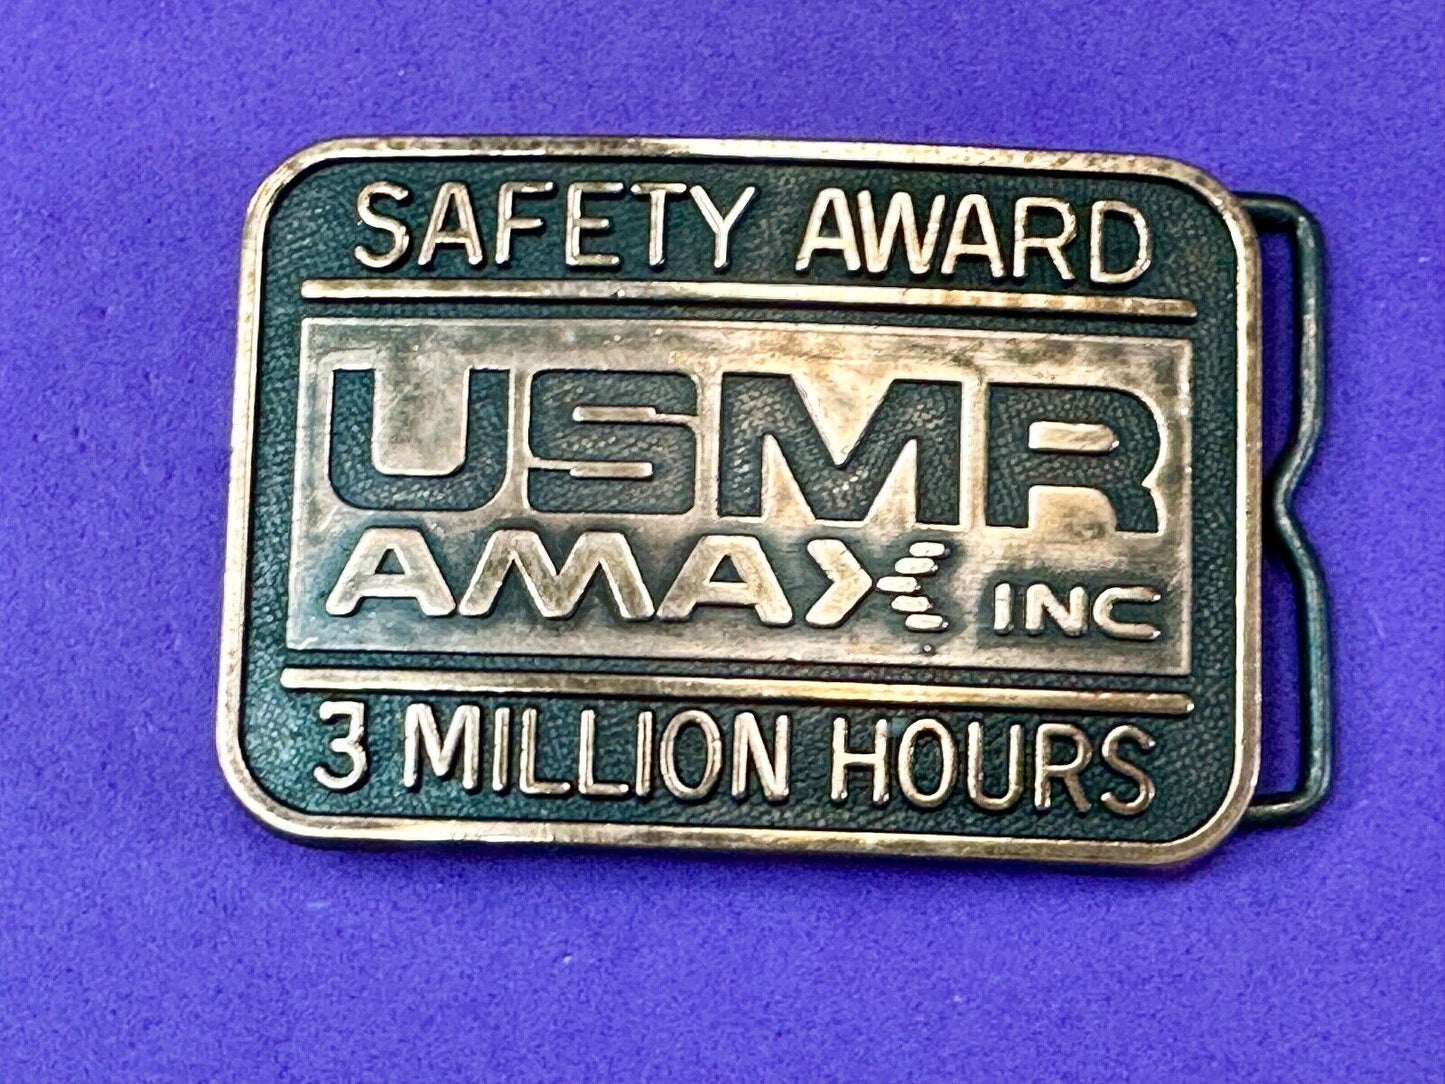 SAFETY AWARD
USMR
AMAX INC
3 MILLION HOURS